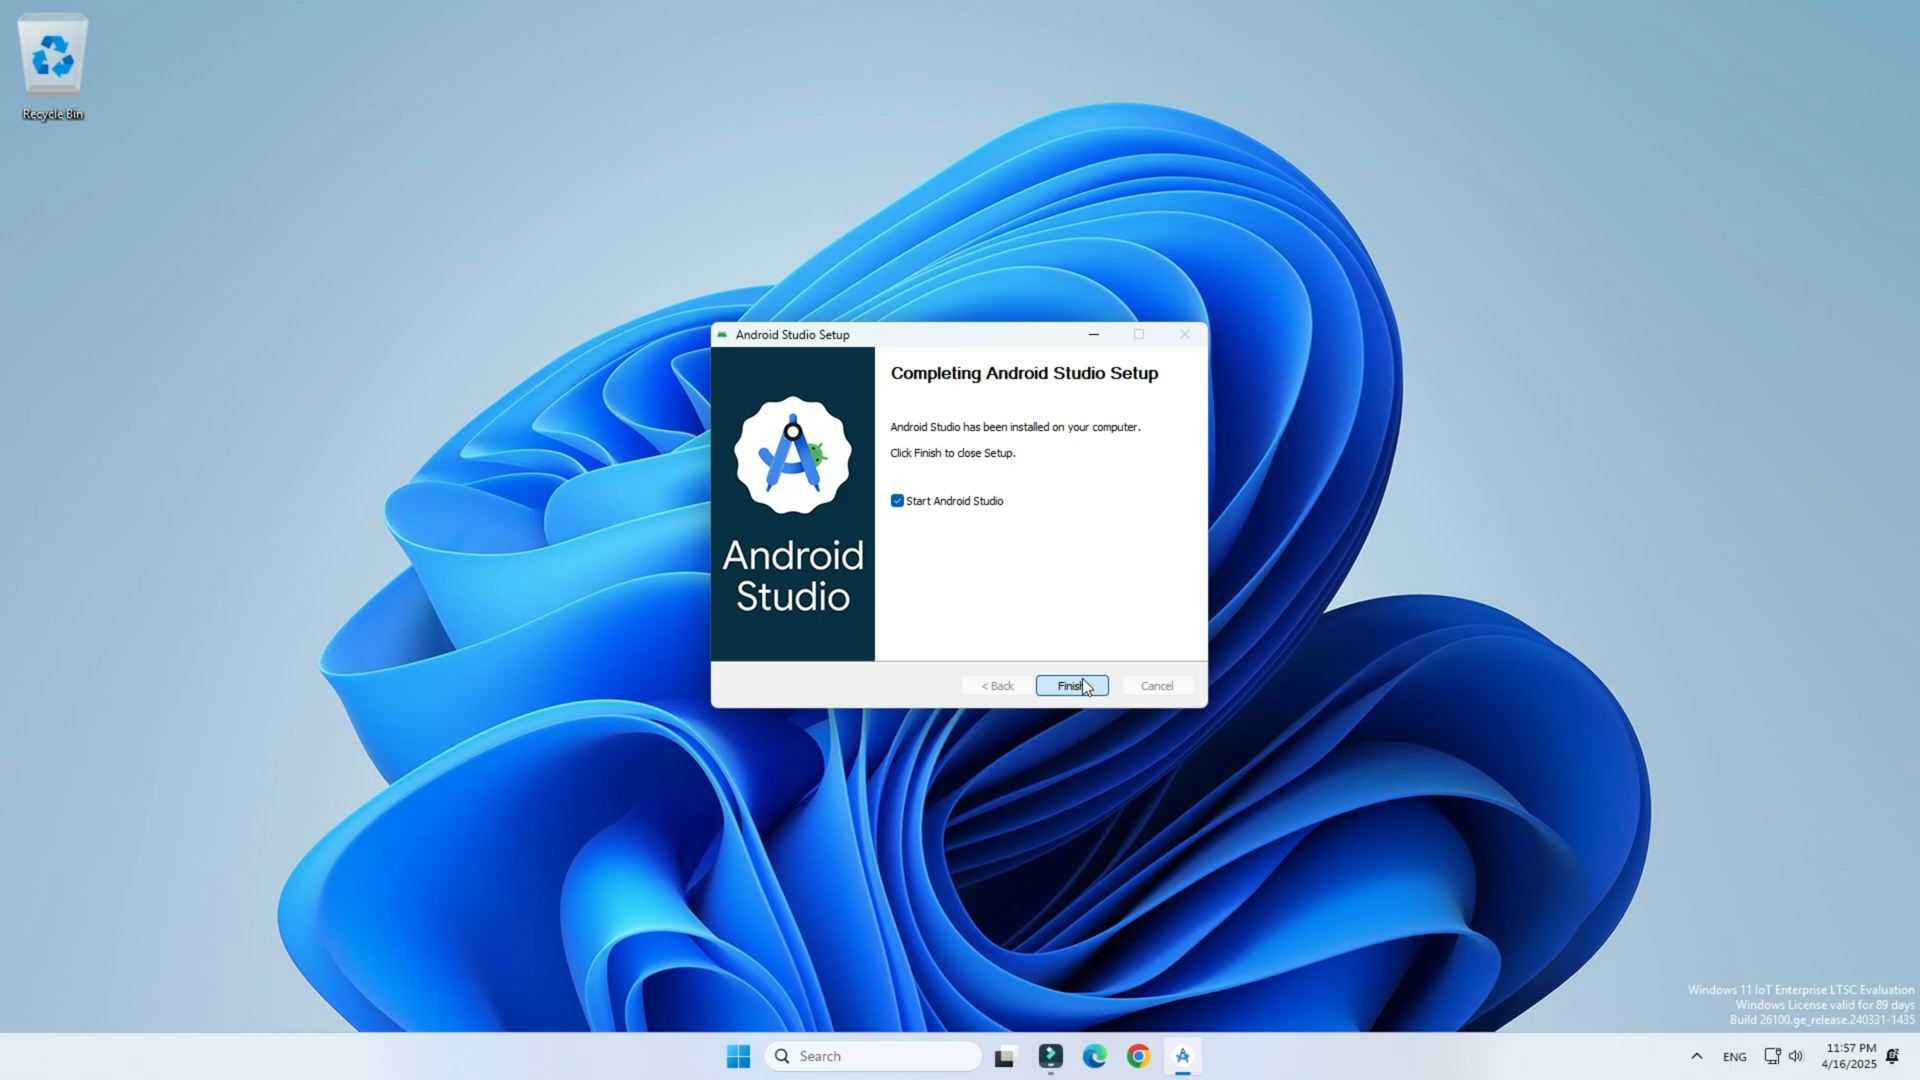 Recycle Bin
Android Studio Setup
Completing Android Studio Setup
Android Studio has been installed on your computer.
Click Finish to close Setup.
Start Android Studio
Android
Studio
< Back
Finish
Cancel
Windows 11 IoT Enterprise LTSC Evaluation
Windows License valid for 89 days
Build 26100.ge_release.240331-1435
Search
ENG
11:57 PM
4/16/2025